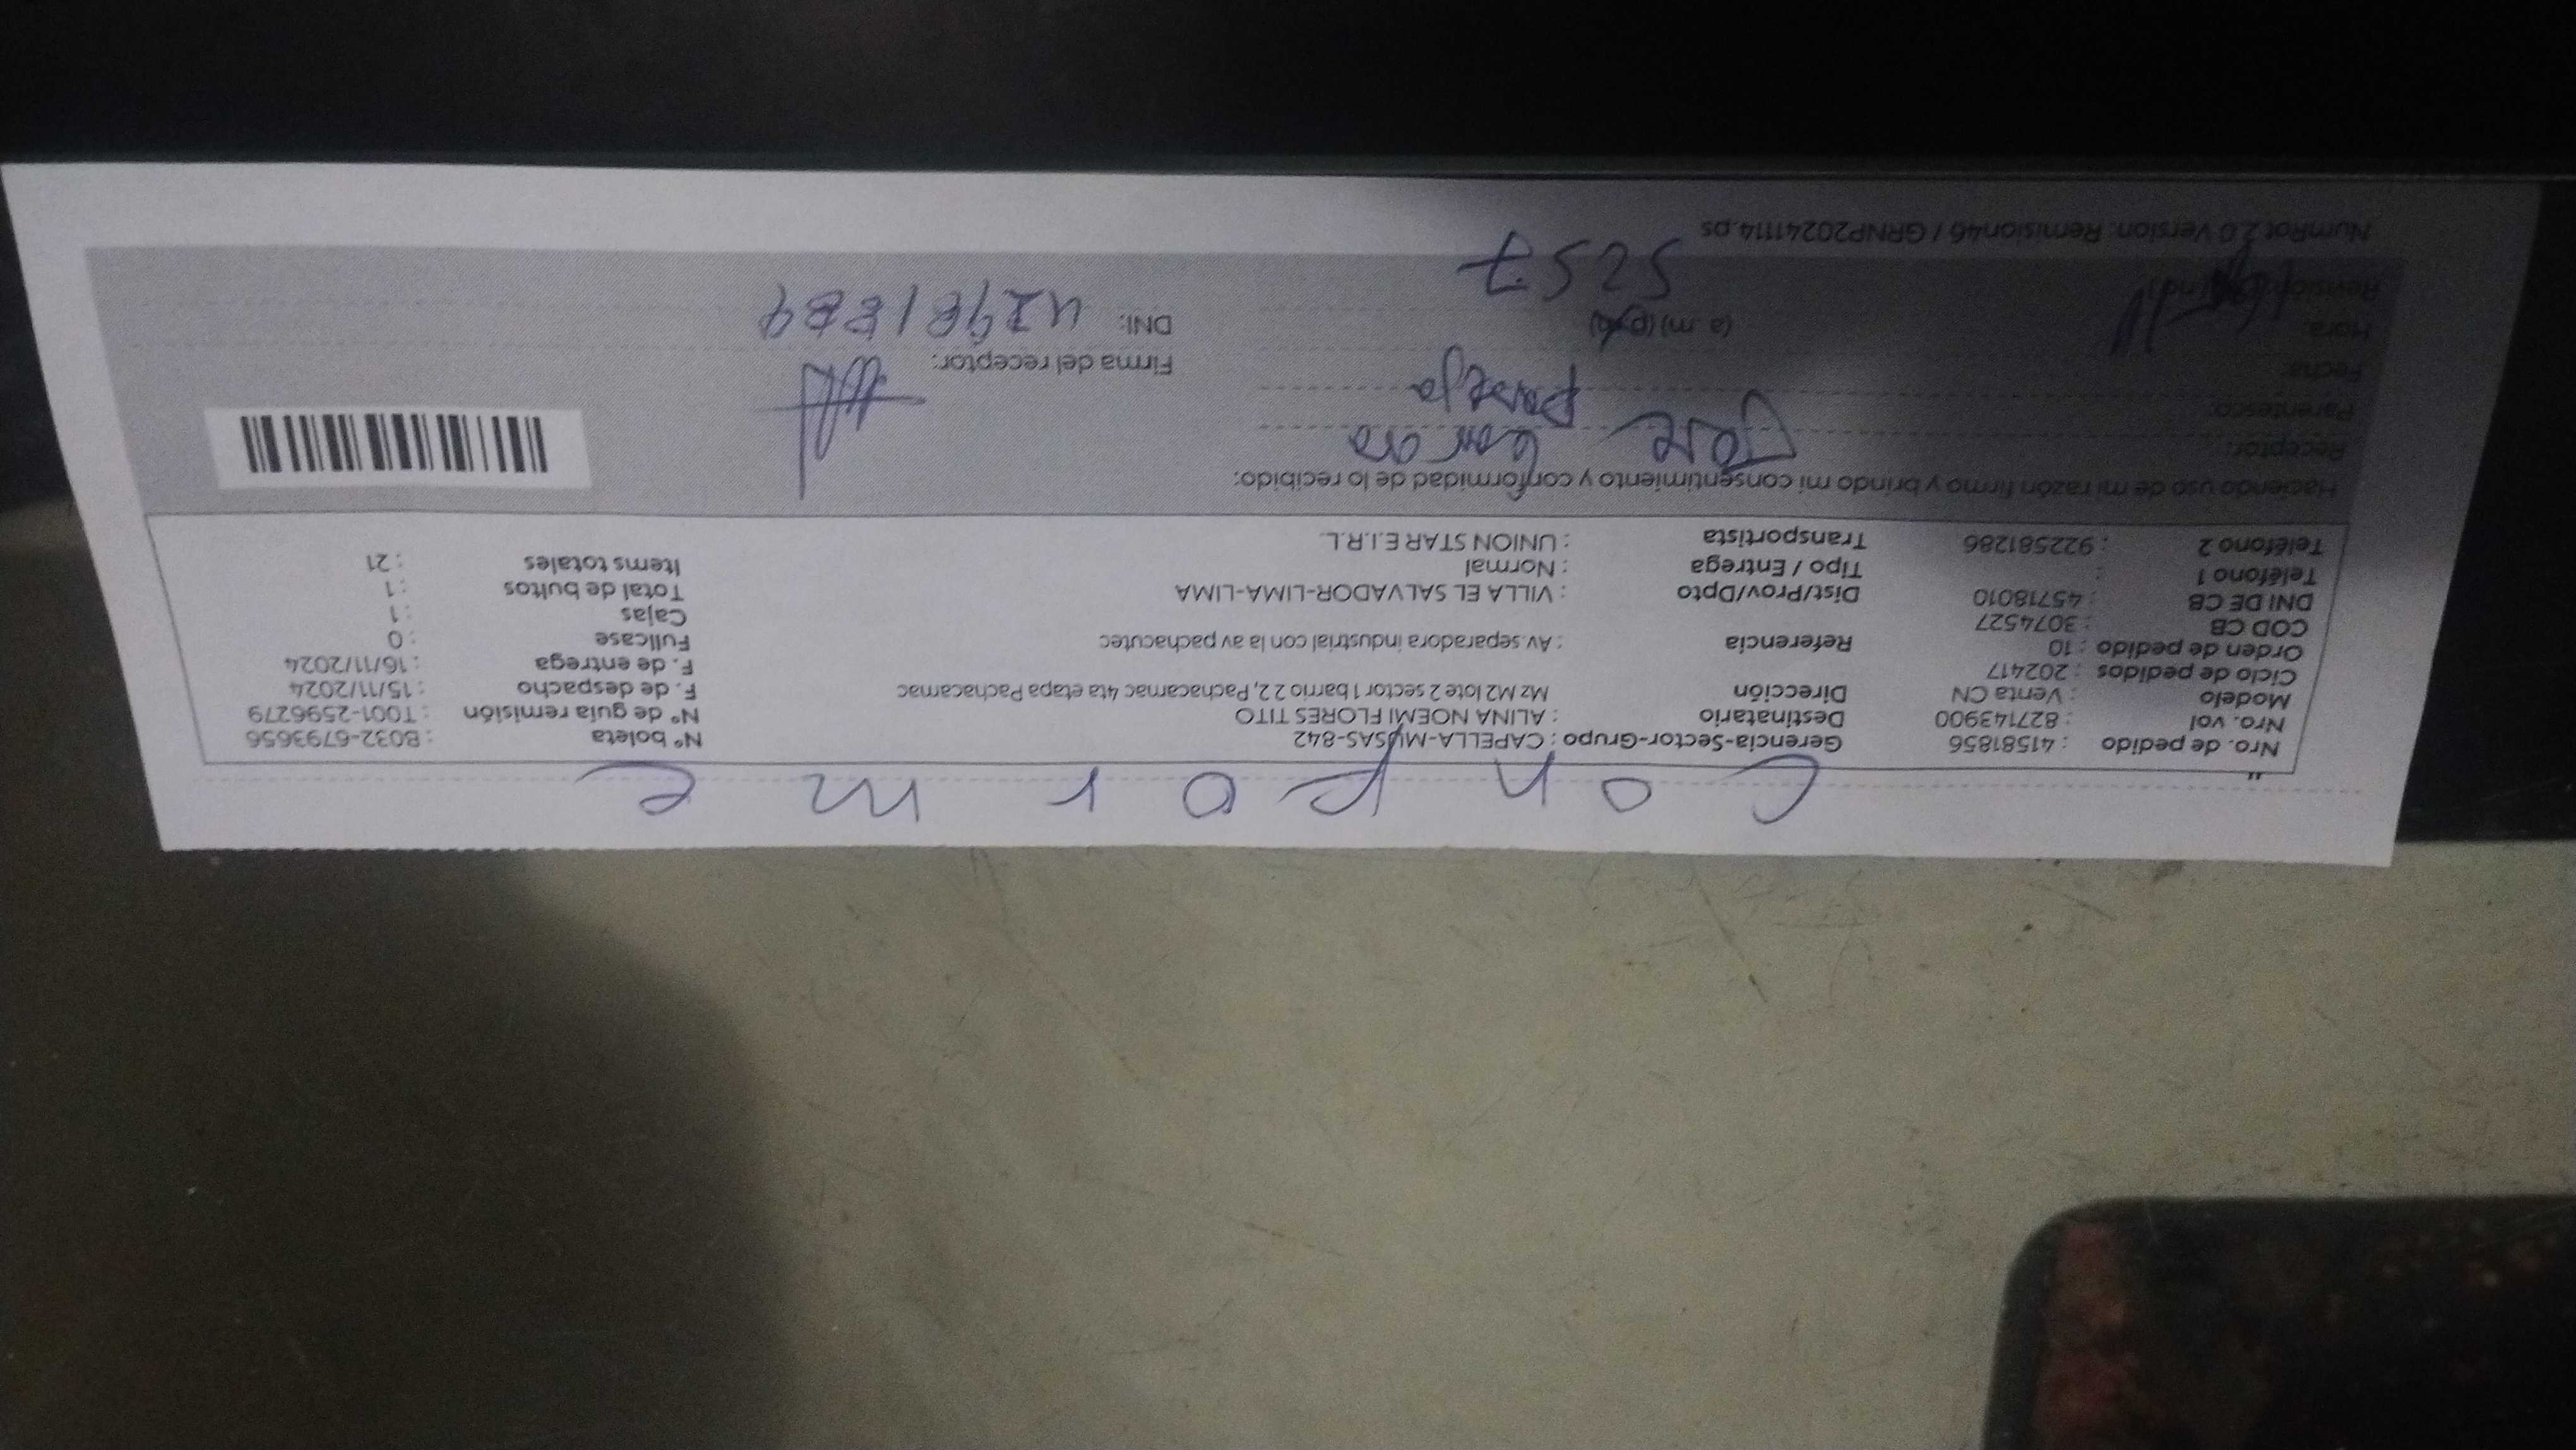 Conforme
Nro. de pedido : 41581856 Gerencia-Sector-Grupo : CAPELLA-MUSAS-842 N° boleta : B032-6793656
Nro. vol : 827143900 Destinatario : ALINA NOEMI FLORES TITO N° de guia remisión : T001-2596279
Modelo : Venta CN Dirección Mz M2 lote 2 sector 1 barrio 2 2, Pachacamac 4ta etapa Pachacamac F. de despacho : 15/11/2024
Ciclo de pedidos : 202417 F. de entrega : 16/11/2024
Orden de pedido : 10 Referencia : Av. separadora industrial con la av pachacutec Fullcase : 0
COD CB : 3074527 Cajas : 1
DNI DE CB : 45718010 Dist/Prov/Dpto : VILLA EL SALVADOR-LIMA-LIMA Total de bultos : 1
Teléfono 1 : Tipo / Entrega : Normal Items totales : 21
Teléfono 2 : 922581286 Transportista : UNION STAR E.I.R.L.
Haciendo uso de mi razón firmo y brindo mi consentimiento y conformidad de lo recibido:
Receptor: Jose
Parentesco: Pareja
Fecha:
Firma del receptor:
Hora: (a .m) (p.m)
DNI:
5257
NumRot 2.0 Version: Remision46 / GRNP20241114.ps